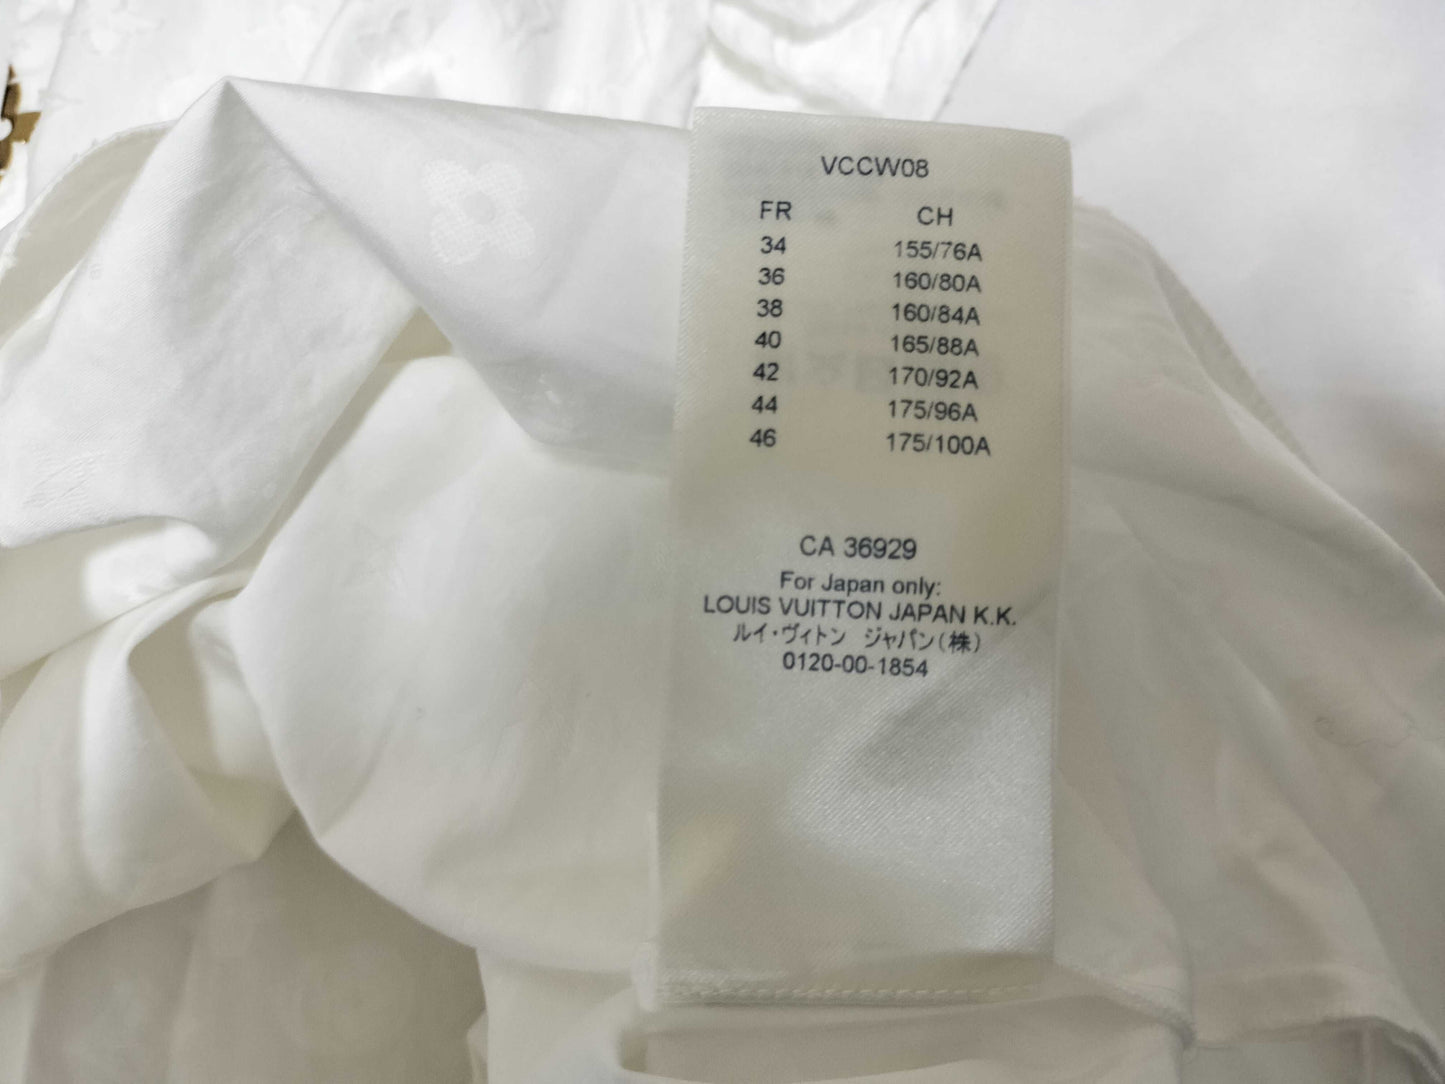 VCCW08
FR CH
34 155/76A
36 160/80A
38 160/84A
40 165/88A
42 170/92A
44 175/96A
46 175/100A
CA 36929
For Japan only:
LOUIS VUITTON JAPAN K.K.
ルイ・ヴィトン ジャパン(株)
0120-00-1854